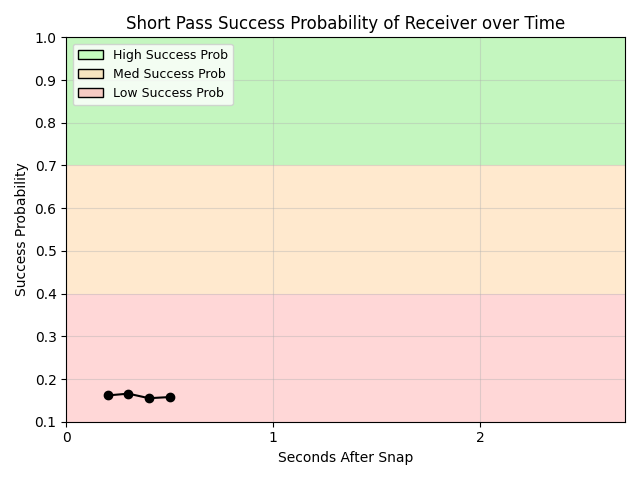 Short Pass Success Probability of Receiver over Time
1.0
High Success Prob
Med Success Prob
Low Success Prob
0.9
0.8
0.7
0.6
0.5
0.4
0.3
0.2
0.1
Success Probability
0
1
2
Seconds After Snap